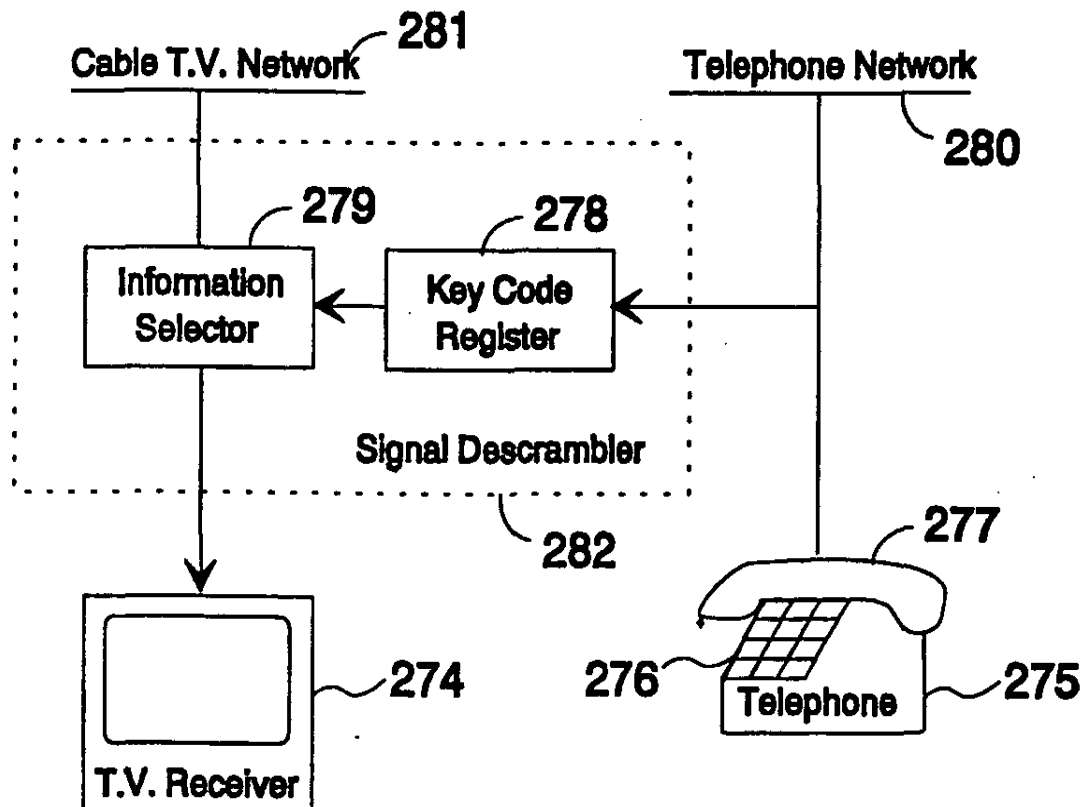 281
Cable T.V. Network
Telephone Network
280
279
278
Information
Selector
Key Code
Register
Signal Descrambler
282
277
274
276
275
Telephone
T.V. Receiver